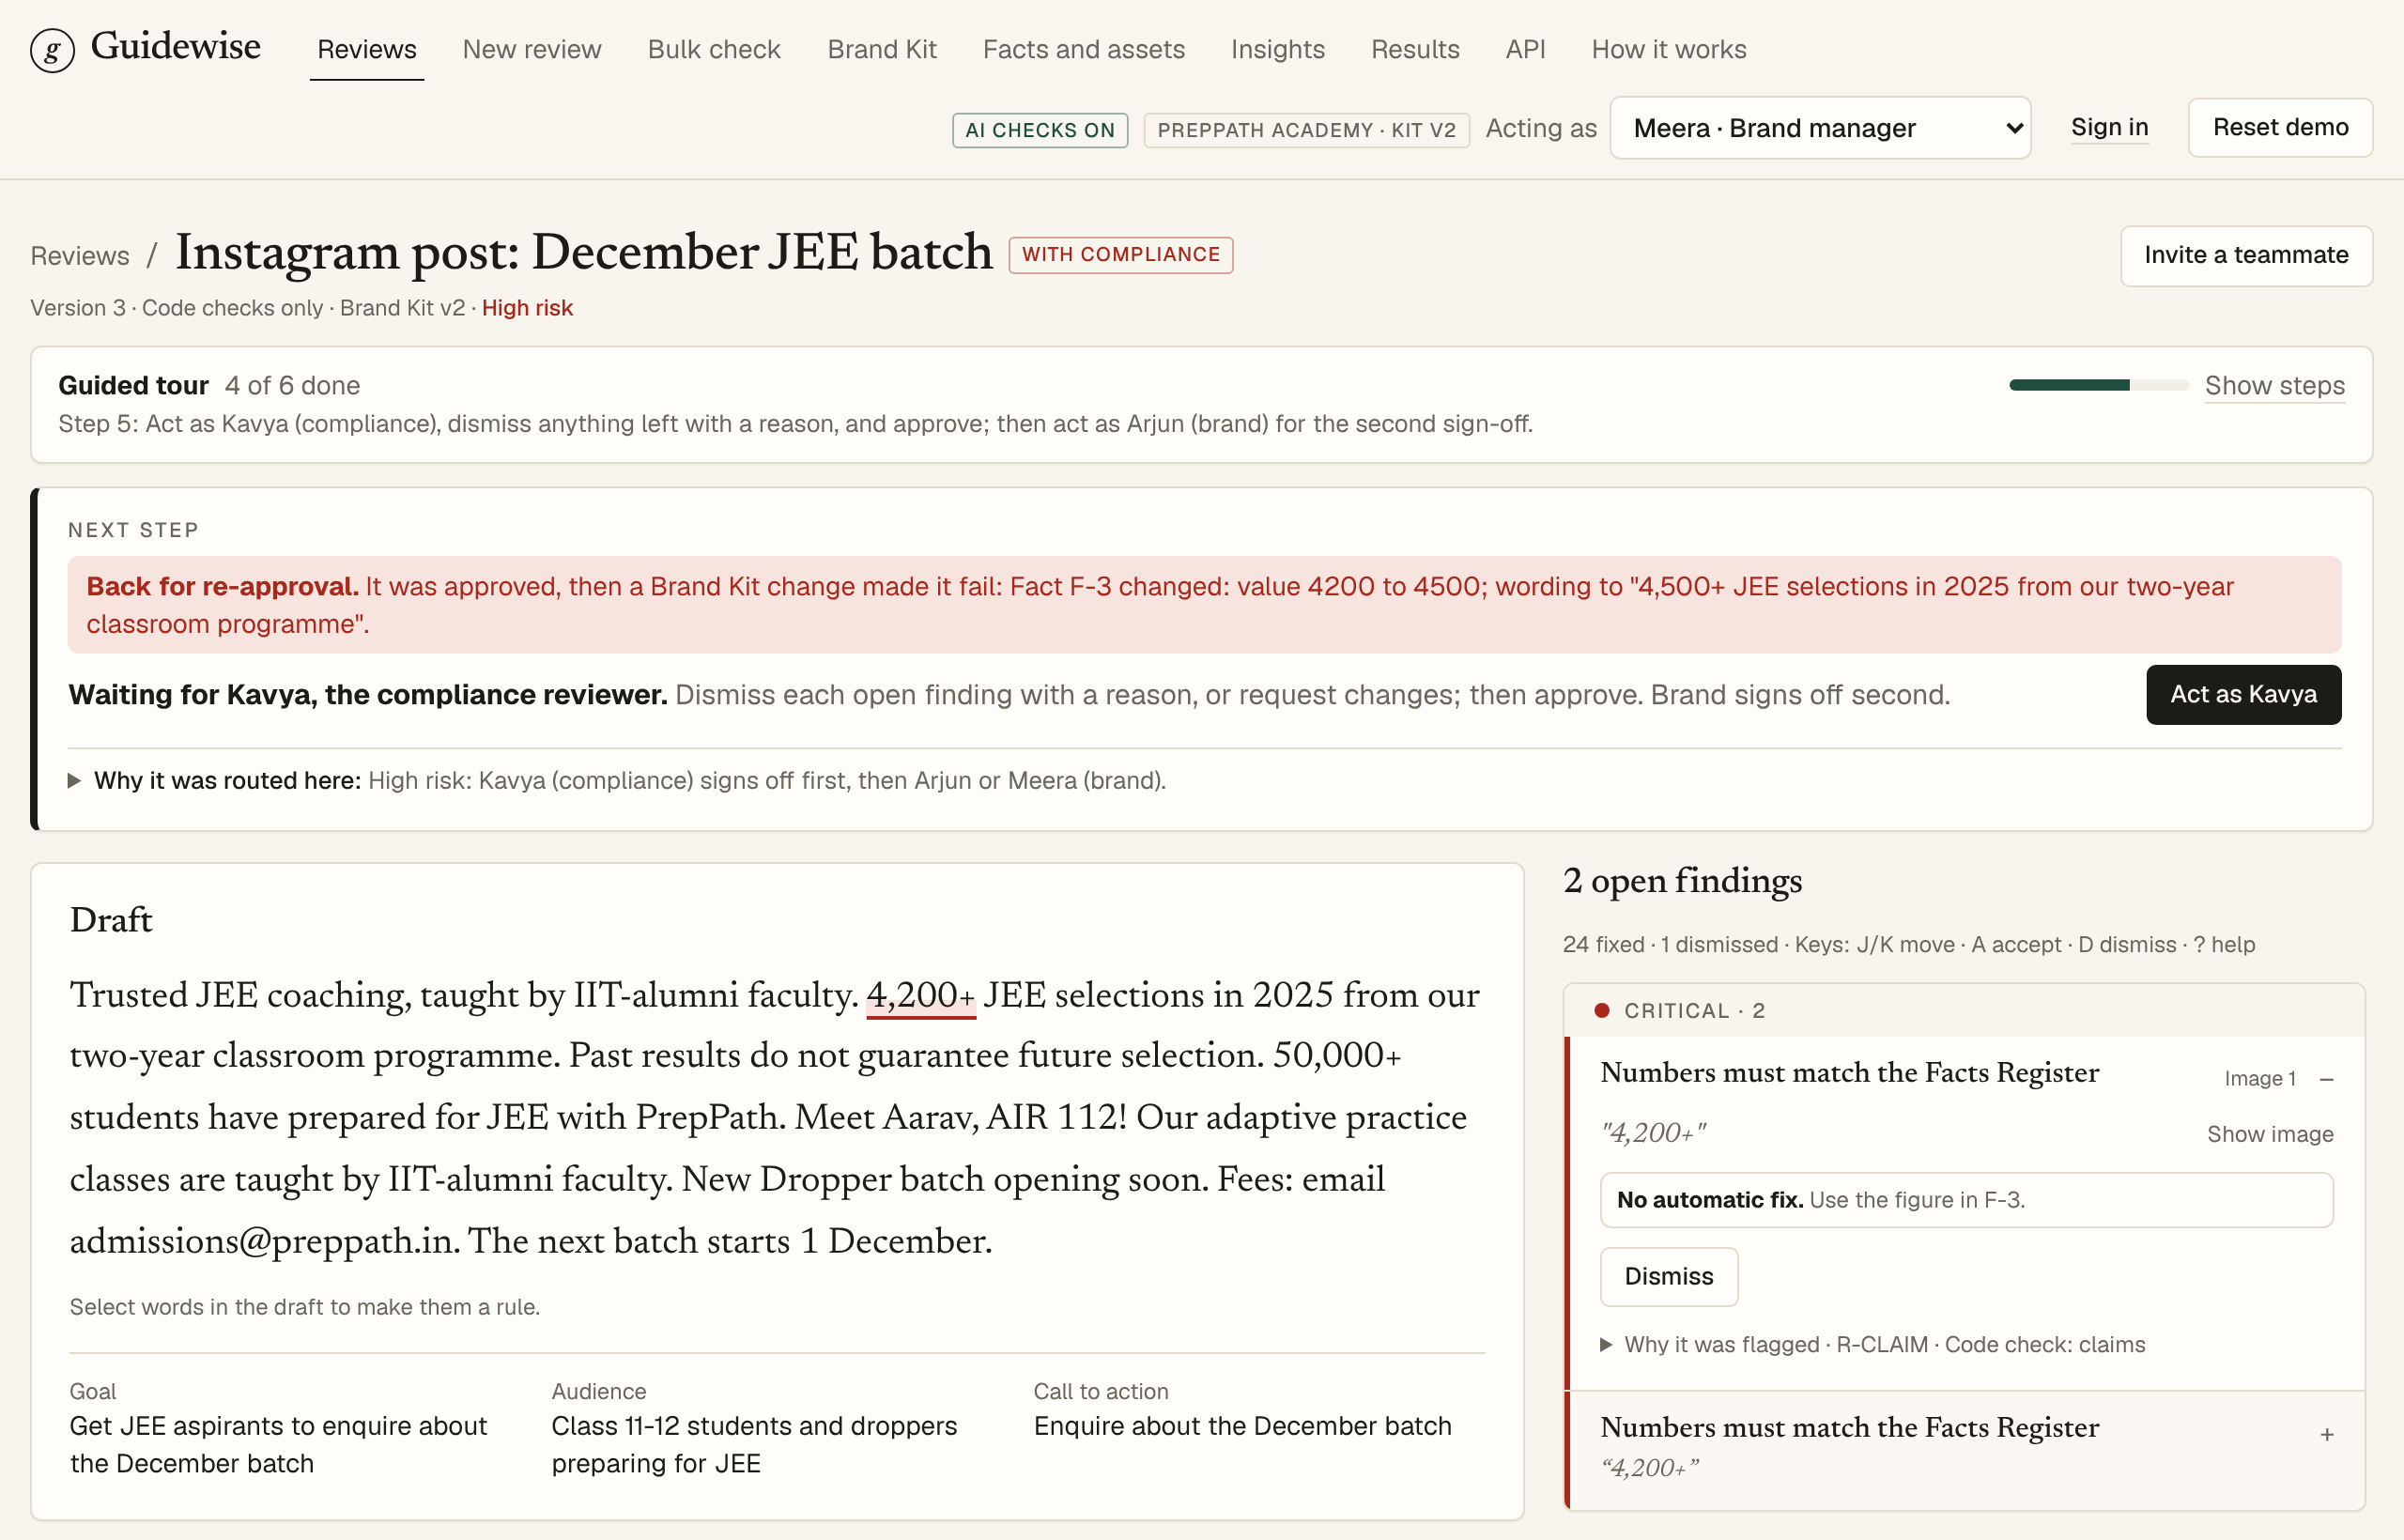 g Guidewise Reviews New review Bulk check Brand Kit Facts and assets Insights Results API How it works
AI CHECKS ON PREPPATH ACADEMY · KIT V2 Acting as Meera · Brand manager Sign in Reset demo
Reviews / Instagram post: December JEE batch WITH COMPLIANCE Invite a teammate
Version 3 · Code checks only · Brand Kit v2 · High risk
Guided tour 4 of 6 done Show steps
Step 5: Act as Kavya (compliance), dismiss anything left with a reason, and approve; then act as Arjun (brand) for the second sign-off.
NEXT STEP
Back for re-approval. It was approved, then a Brand Kit change made it fail: Fact F-3 changed: value 4200 to 4500; wording to "4,500+ JEE selections in 2025 from our two-year
classroom programme".
Waiting for Kavya, the compliance reviewer. Dismiss each open finding with a reason, or request changes; then approve. Brand signs off second. Act as Kavya
Why it was routed here: High risk: Kavya (compliance) signs off first, then Arjun or Meera (brand).
Draft
Trusted JEE coaching, taught by IIT-alumni faculty. 4,200+ JEE selections in 2025 from our
two-year classroom programme. Past results do not guarantee future selection. 50,000+
students have prepared for JEE with PrepPath. Meet Aarav, AIR 112! Our adaptive practice
classes are taught by IIT-alumni faculty. New Dropper batch opening soon. Fees: email
admissions@preppath.in. The next batch starts 1 December.
Select words in the draft to make them a rule.
Goal
Get JEE aspirants to enquire about
the December batch
Audience
Class 11-12 students and droppers
preparing for JEE
Call to action
Enquire about the December batch
2 open findings
24 fixed · 1 dismissed · Keys: J/K move · A accept · D dismiss · ? help
CRITICAL · 2
Numbers must match the Facts Register Image 1 –
"4,200+" Show image
No automatic fix. Use the figure in F-3.
Dismiss
Why it was flagged · R-CLAIM · Code check: claims
Numbers must match the Facts Register +
“4,200+”